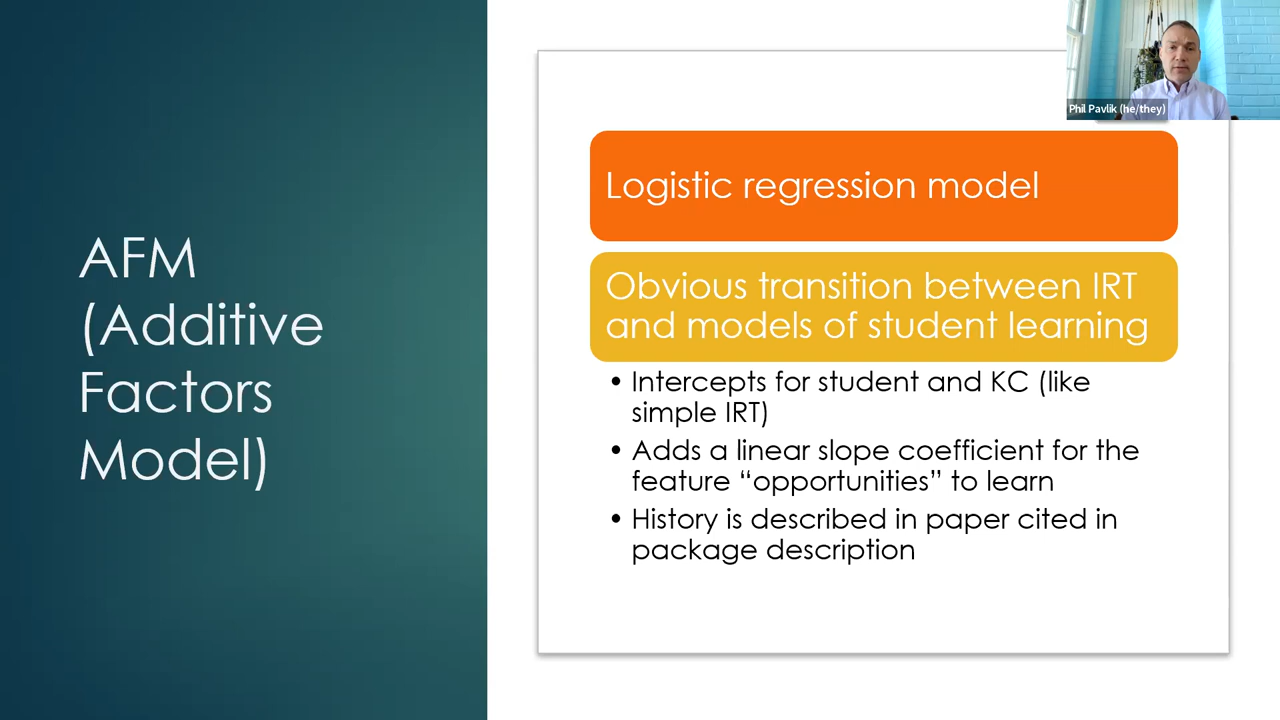 AFM
(Additive
Factors
Model)
Logistic regression model
Obvious transition between IRT
and models of student learning
• Intercepts for student and KC (like
simple IRT)
• Adds a linear slope coefficient for the
feature “opportunities” to learn
• History is described in paper cited in
package description
Phil Pavlik (he/they)